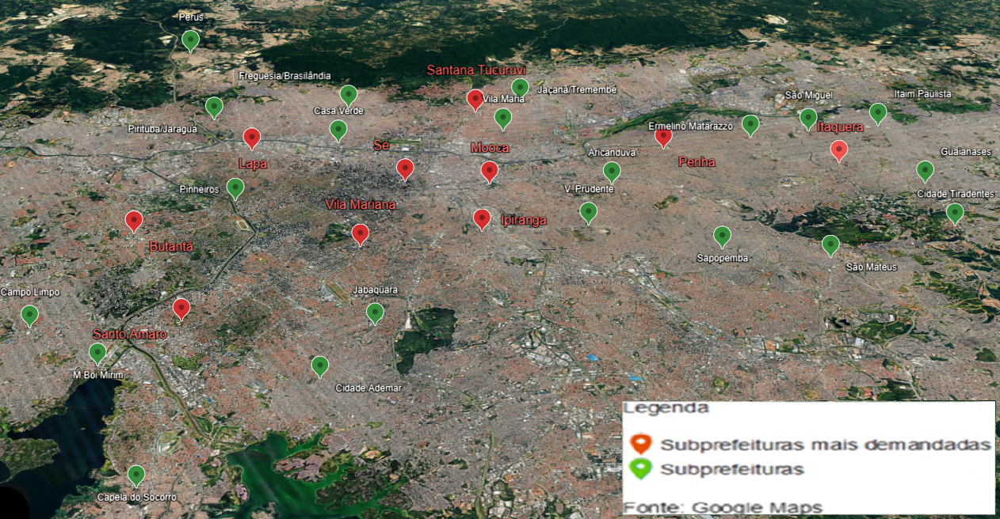 Perus
Freguesia/Brasilândia
Santana Tucuruvi
Jaçanã/Tremembé
Vila Maria
São Miguel
Itaim Paulista
Casa Verde
Pirituba/Jaragua
Ermelino Matarazzo
Itaquera
Sé
Mooca
Aricanduva
Guaianases
Lapa
Penha
Pinheiros
V. Prudente
Cidade Tiradentes
Vila Mariana
Ipiranga
Butantã
Sapopemba
São Mateus
Campo Limpo
Jabaquara
Santo Amaro
M Boi Mirim
Cidade Ademar
Capela do Socorro
Legenda
Subprefeituras mais demandadas
Subprefeituras
Fonte: Google Maps